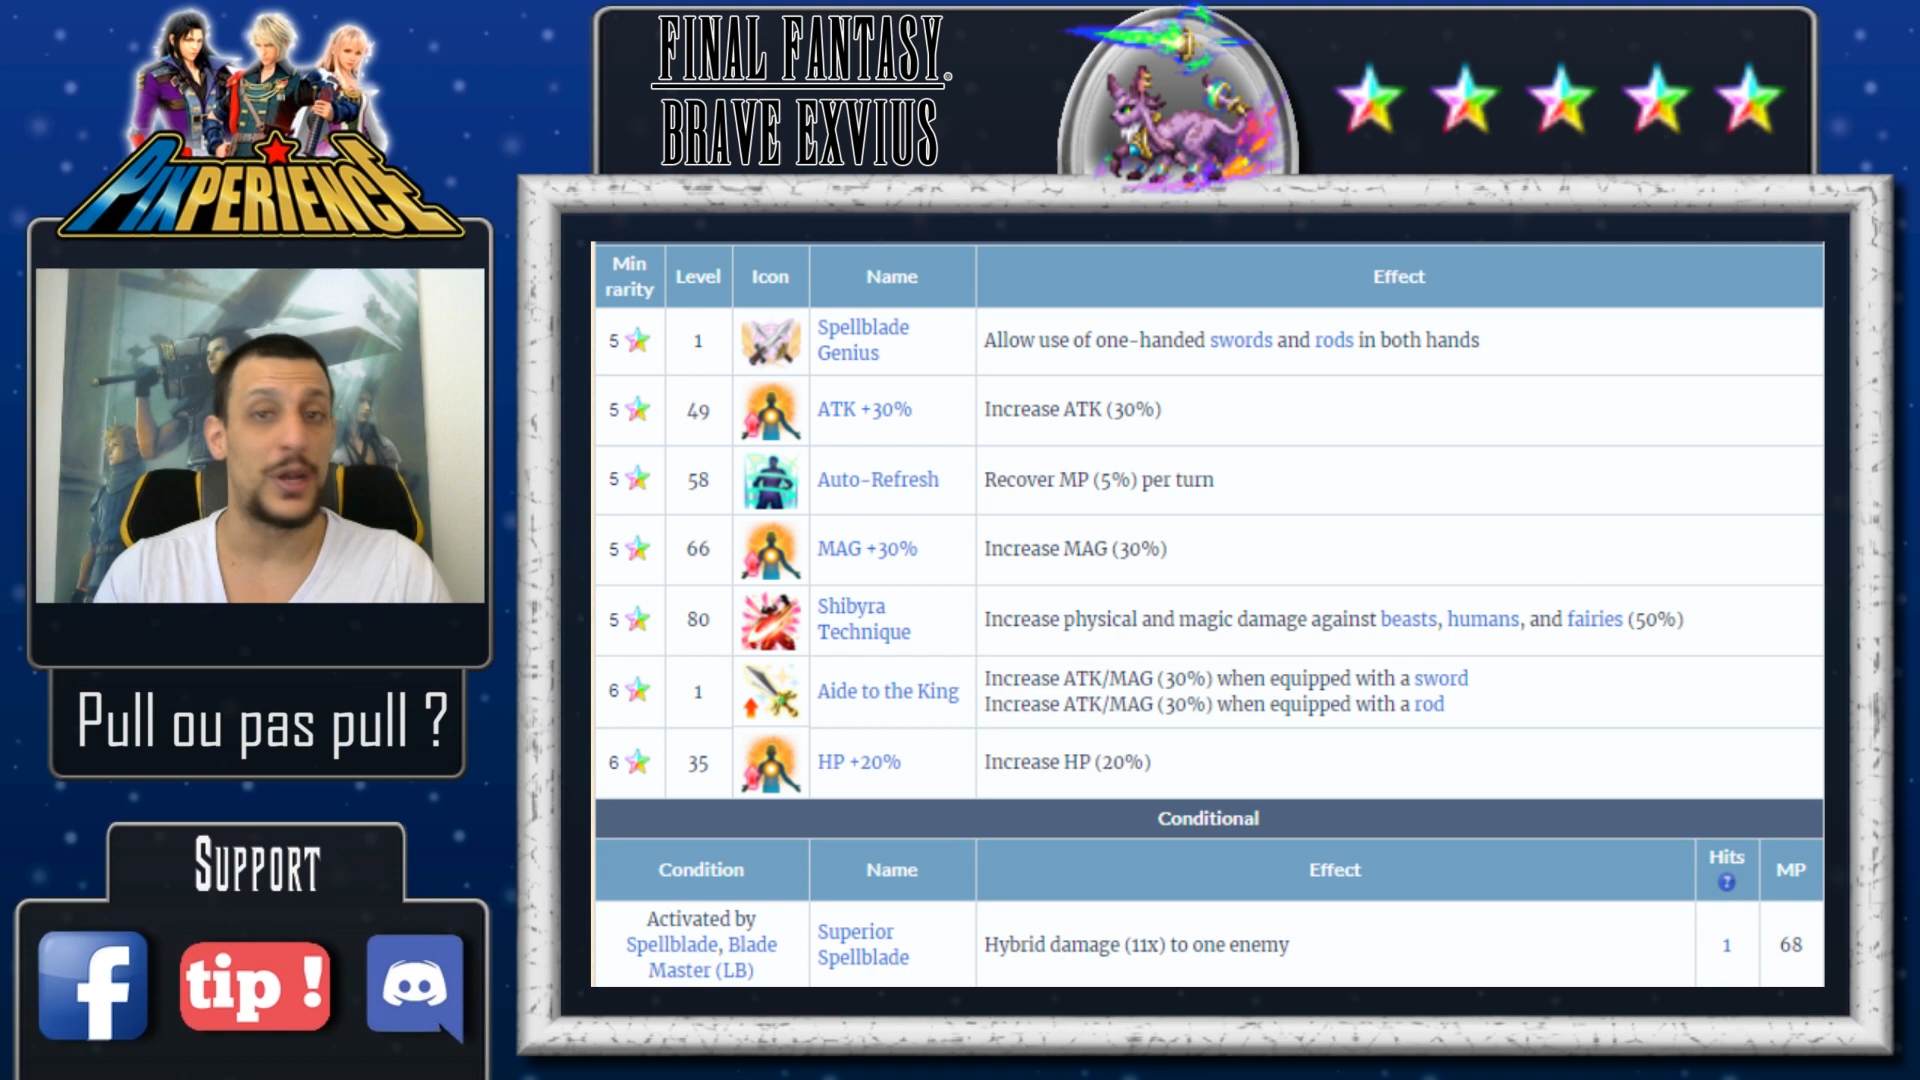 FINAL FANTASY®
BRAVE EXVIUS
PIXPERIENCE
Pull ou pas pull ?
Support
f
tip !
Min rarity Level Icon Name Effect
5 1 Spellblade Genius Allow use of one-handed swords and rods in both hands
5 49 ATK +30% Increase ATK (30%)
5 58 Auto-Refresh Recover MP (5%) per turn
5 66 MAG +30% Increase MAG (30%)
5 80 Shibyra Technique Increase physical and magic damage against beasts, humans, and fairies (50%)
6 1 Aide to the King Increase ATK/MAG (30%) when equipped with a sword
Increase ATK/MAG (30%) when equipped with a rod
6 35 HP +20% Increase HP (20%)
Conditional
Condition Name Effect Hits ? MP
Activated by Spellblade, Blade Master (LB) Superior Spellblade Hybrid damage (11x) to one enemy 1 68